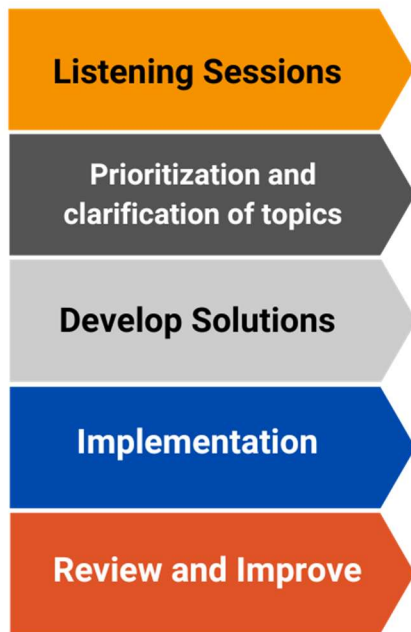 Listening Sessions
Prioritization and
clarification of topics
Develop Solutions
Implementation
Review and Improve